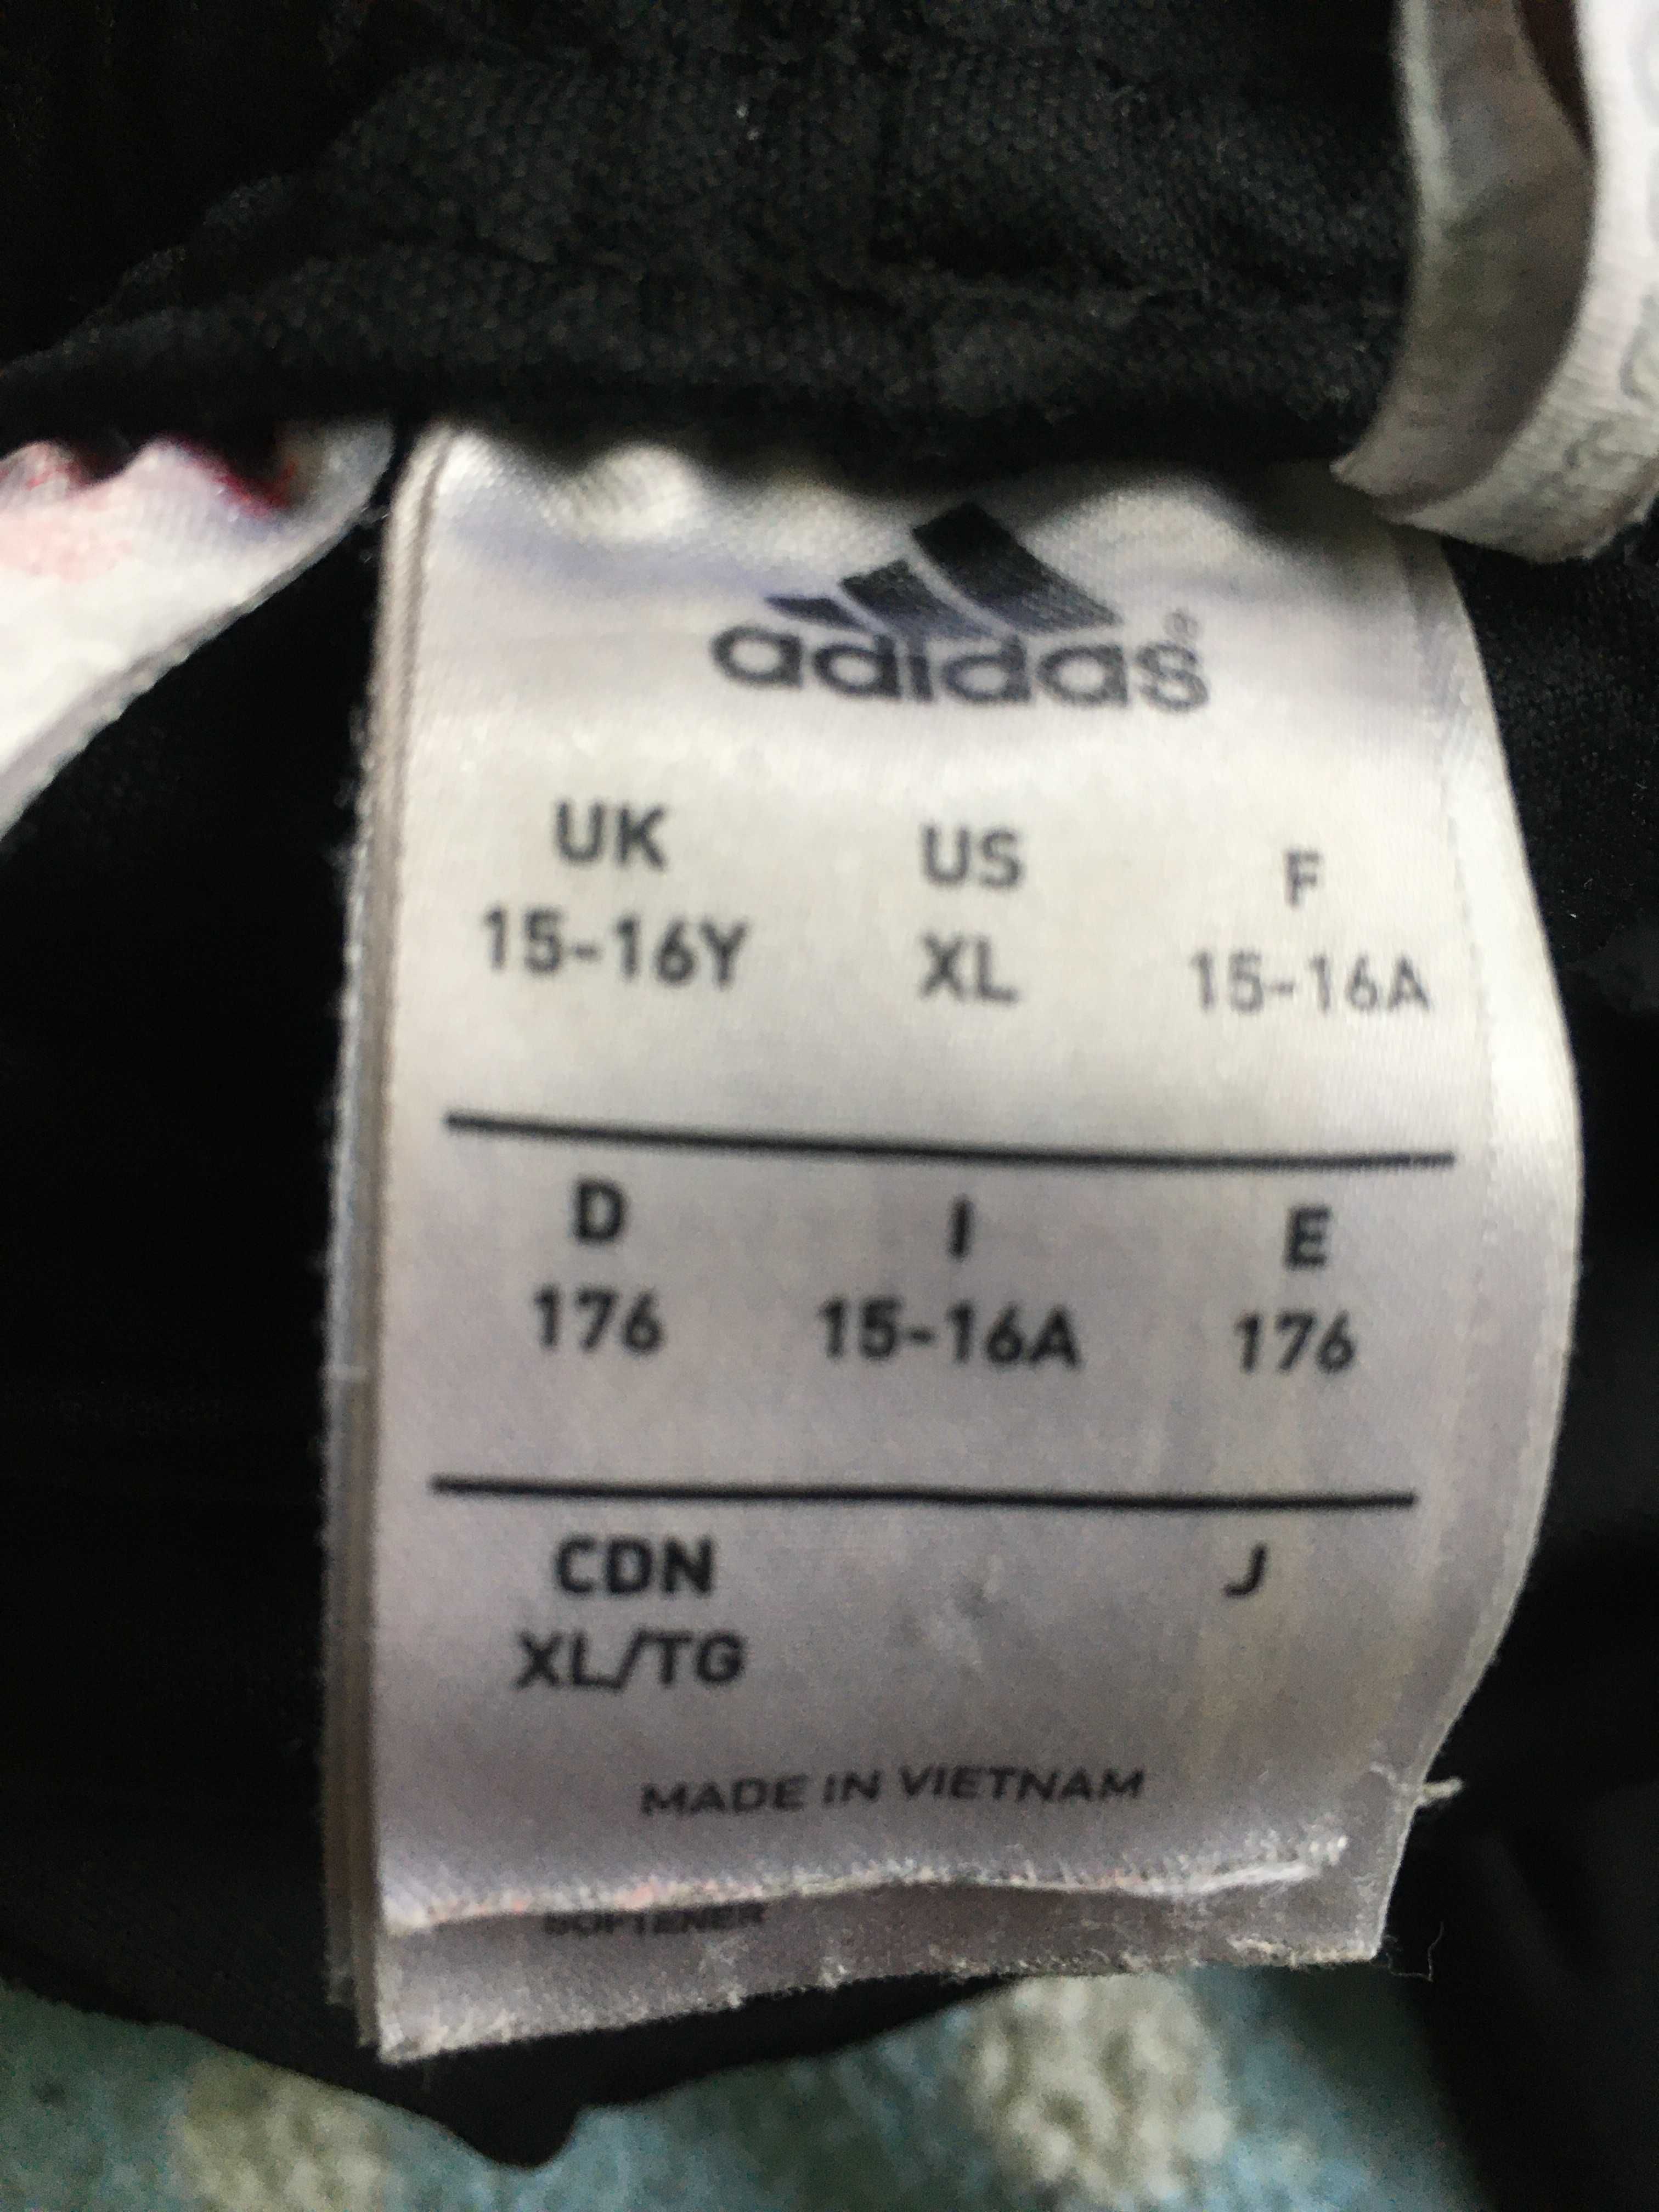 adidas®
UK US F
15-16Y XL 15-16A
D I E
176 15-16A 176
CDN J
XL/TG
MADE IN VIETNAM
SOFTENER